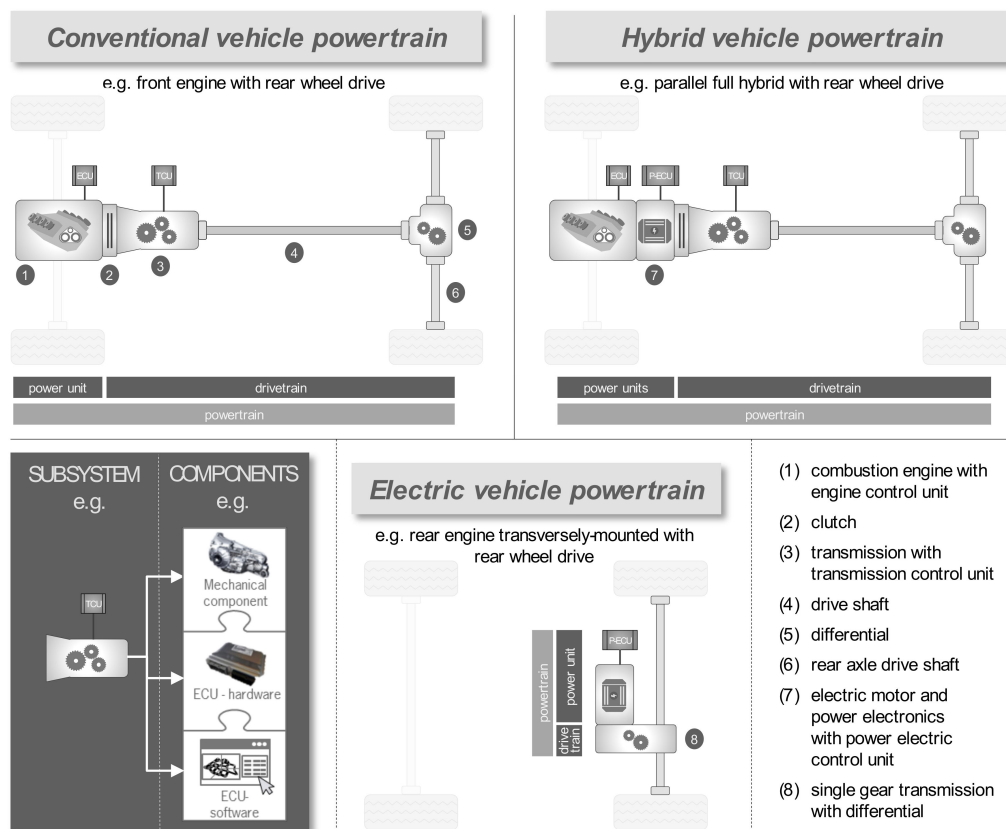 Conventional vehicle powertrain
e.g. front engine with rear wheel drive
ECU
TCU
1
2
3
4
5
6
power unit
drivetrain
powertrain
Hybrid vehicle powertrain
e.g. parallel full hybrid with rear wheel drive
ECU
P-ECU
TCU
7
power units
drivetrain
powertrain
SUBSYSTEM
e.g.
TCU
COMPONENTS
e.g.
Mechanical
component
ECU - hardware
ECU-
software
Electric vehicle powertrain
e.g. rear engine transversely-mounted with
rear wheel drive
P-ECU
powertrain
power unit
drive
train
8
(1) combustion engine with
engine control unit
(2) clutch
(3) transmission with
transmission control unit
(4) drive shaft
(5) differential
(6) rear axle drive shaft
(7) electric motor and
power electronics
with power electric
control unit
(8) single gear transmission
with differential